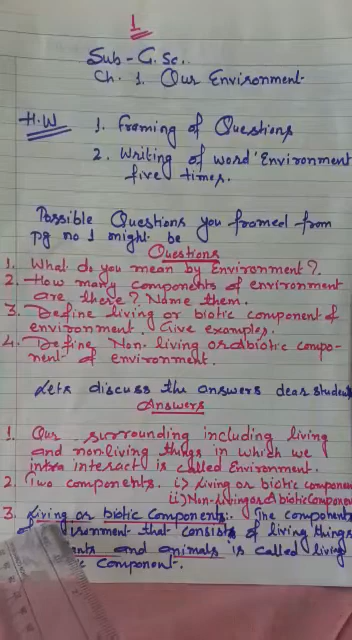 1
Sub - G. Sc.
Ch. 1. Our Environment
H.W 1. Framing of Questions
2. Writing of word 'Environment
five times.
Possible Questions you framed from
pg no 1 might be
Questions
1. What do you mean by Environment?.
2. How many components of environment
are there? Name them.
3. Define living or biotic component of
environment. Give examples.
4. Define Non-living or abiotic compo-
nent of environment.
Lets discuss the answers dear student
Answers
1. Our surrounding including living
and nonliving things in which we
interact is called Environment.
2. Two components. i) Living or biotic component
ii) Non-living or abiotic Component
3. Living or biotic Components:- The components
of that consists of living things
and animals is called living
Component.